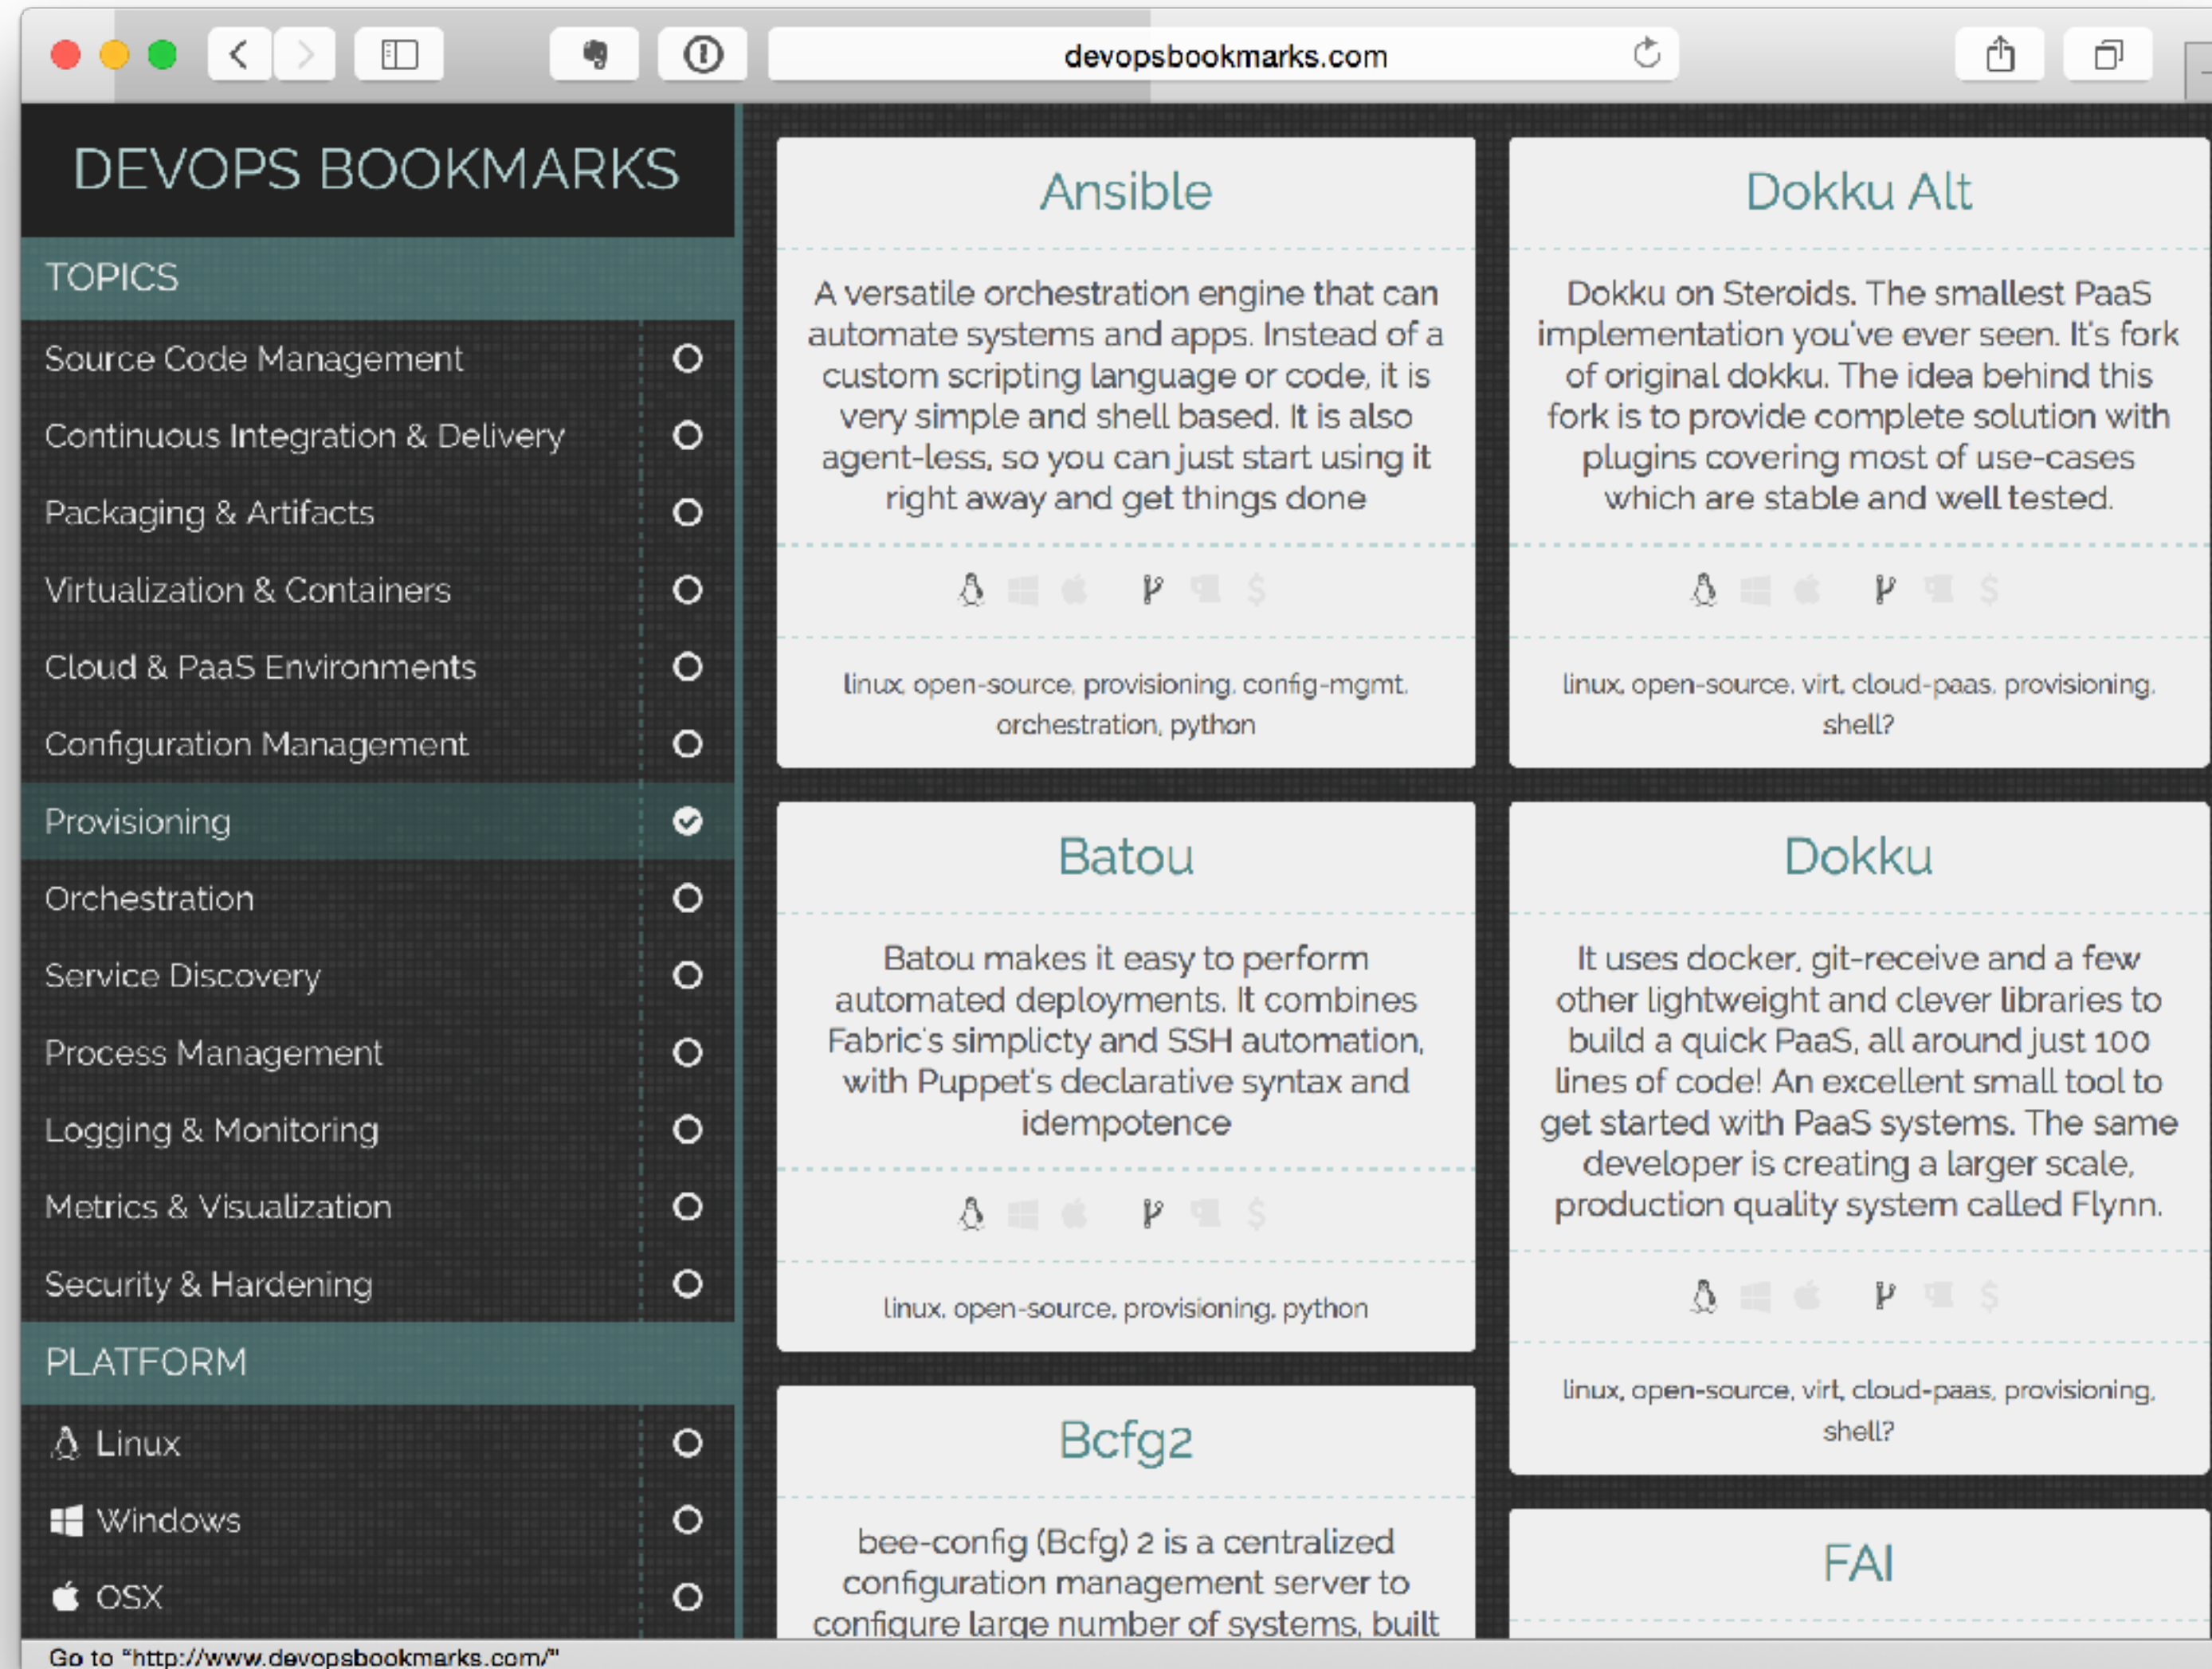 devopsbookmarks.com
DEVOPS BOOKMARKS
TOPICS
Source Code Management
Continuous Integration & Delivery
Packaging & Artifacts
Virtualization & Containers
Cloud & PaaS Environments
Configuration Management
Provisioning
Orchestration
Service Discovery
Process Management
Logging & Monitoring
Metrics & Visualization
Security & Hardening
PLATFORM
Linux
Windows
OSX
Ansible
A versatile orchestration engine that can
automate systems and apps. Instead of a
custom scripting language or code, it is
very simple and shell based. It is also
agent-less, so you can just start using it
right away and get things done
linux, open-source, provisioning, config-mgmt,
orchestration, python
Batou
Batou makes it easy to perform
automated deployments. It combines
Fabric's simplicty and SSH automation,
with Puppet's declarative syntax and
idempotence
linux, open-source, provisioning, python
Bcfg2
bee-config (Bcfg) 2 is a centralized
configuration management server to
configure large number of systems, built
Dokku Alt
Dokku on Steroids. The smallest PaaS
implementation you've ever seen. It's fork
of original dokku. The idea behind this
fork is to provide complete solution with
plugins covering most of use-cases
which are stable and well tested.
linux, open-source, virt, cloud-paas, provisioning,
shell?
Dokku
It uses docker, git-receive and a few
other lightweight and clever libraries to
build a quick PaaS, all around just 100
lines of code! An excellent small tool to
get started with PaaS systems. The same
developer is creating a larger scale,
production quality system called Flynn.
linux, open-source, virt, cloud-paas, provisioning,
shell?
FAI
Go to "http://www.devopsbookmarks.com/"